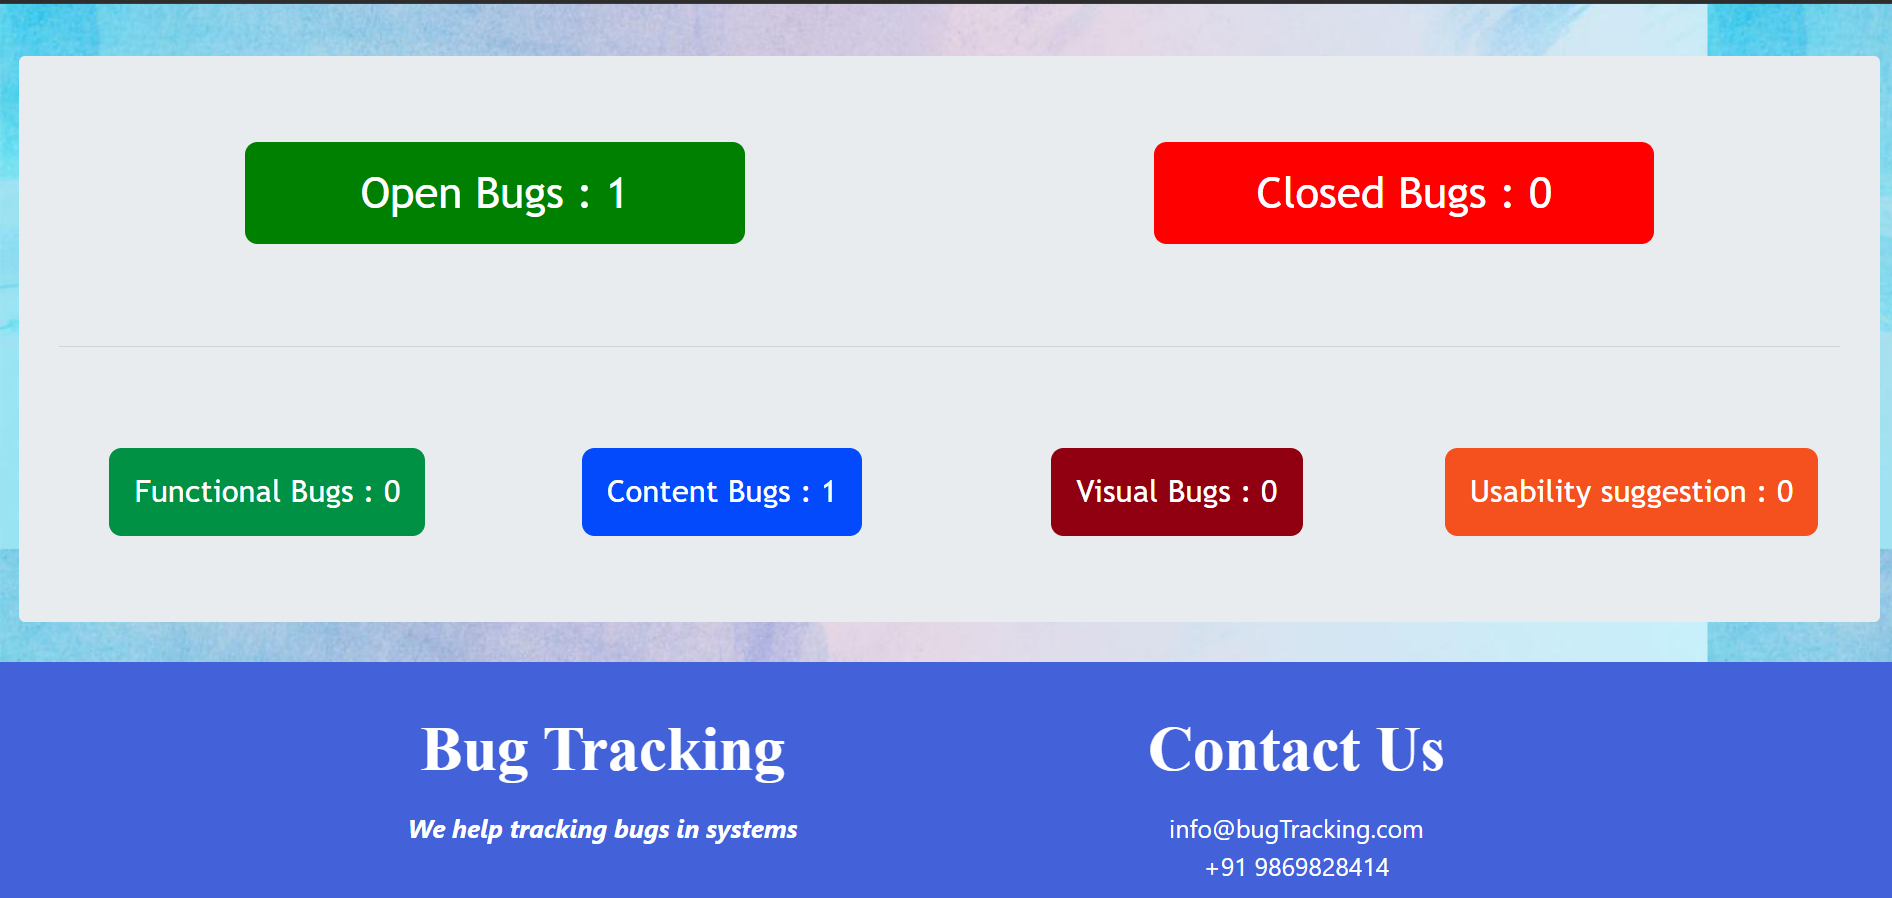 Open Bugs : 1
Closed Bugs : 0
Functional Bugs : 0
Content Bugs : 1
Visual Bugs : 0
Usability suggestion : 0
Bug Tracking
We help tracking bugs in systems
Contact Us
info@bugTracking.com
+91 9869828414